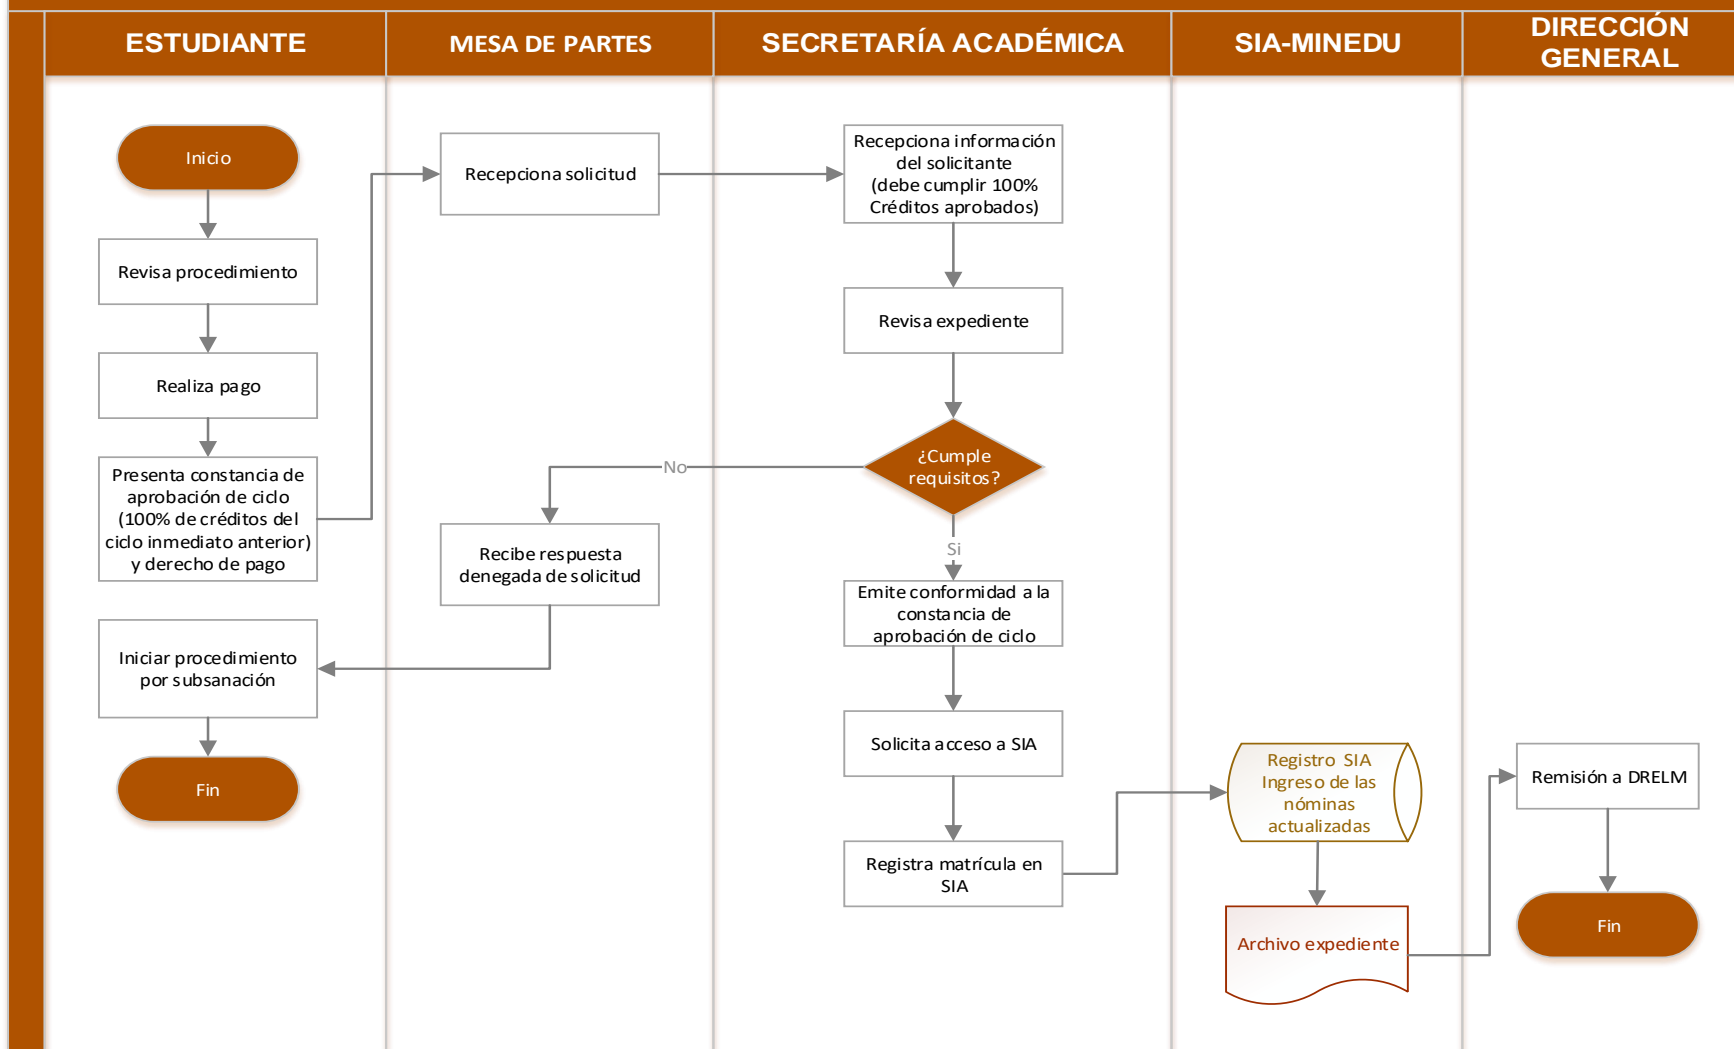 ESTUDIANTE
MESA DE PARTES
SECRETARÍA ACADÉMICA
SIA-MINEDU
DIRECCIÓN
GENERAL
Inicio
Revisa procedimiento
Realiza pago
Presenta constancia de
aprobación de ciclo
(100% de créditos del
ciclo inmediato anterior)
y derecho de pago
Iniciar procedimiento
por subsanación
Fin
Recepciona solicitud
Recibe respuesta
denegada de solicitud
Recepciona información
del solicitante
(debe cumplir 100%
Créditos aprobados)
Revisa expediente
¿Cumple
requisitos?
No
Si
Emite conformidad a la
constancia de
aprobación de ciclo
Solicita acceso a SIA
Registra matrícula en
SIA
Registro SIA
Ingreso de las
nóminas
actualizadas
Archivo expediente
Remisión a DRELM
Fin